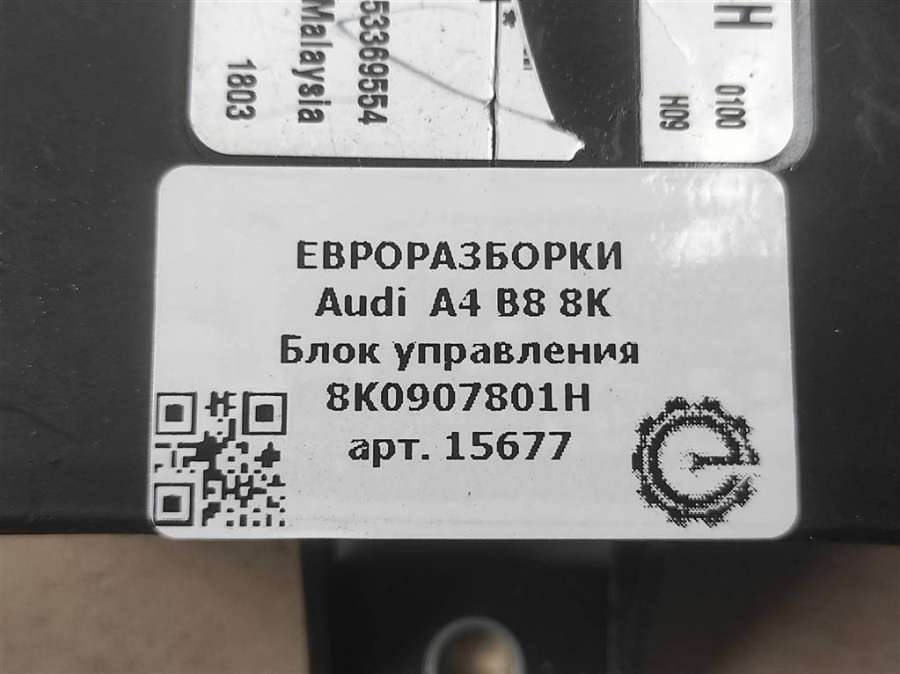 53369554
Malaysia
1803
*
H
0100
H09
ЕВРОРАЗБОРКИ
Audi A4 B8 8K
Блок управления
8K0907801H
арт. 15677